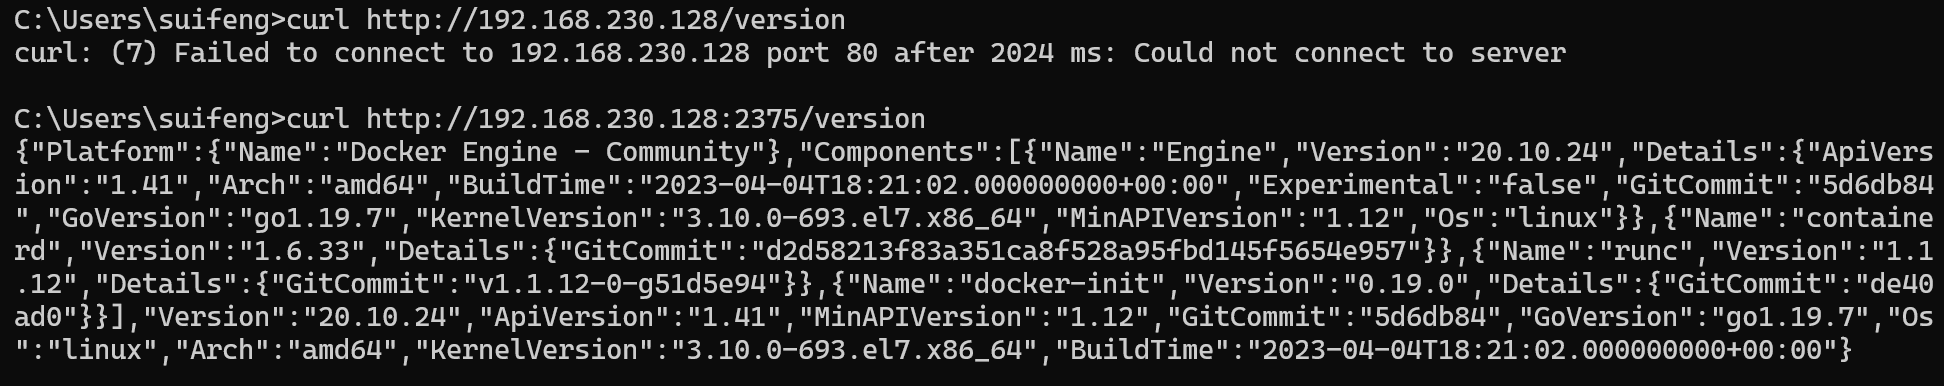 C:\Users\suifeng>curl http://192.168.230.128/version
curl: (7) Failed to connect to 192.168.230.128 port 80 after 2024 ms: Could not connect to server
C:\Users\suifeng>curl http://192.168.230.128:2375/version
{"Platform":{"Name":"Docker Engine - Community"},"Components":[{"Name":"Engine","Version":"20.10.24","Details":{"ApiVers
ion":"1.41","Arch":"amd64","BuildTime":"2023-04-04T18:21:02.000000000+00:00","Experimental":"false","GitCommit":"5d6db84
","GoVersion":"go1.19.7","KernelVersion":"3.10.0-693.el7.x86_64","MinAPIVersion":"1.12","Os":"linux"}},{"Name":"containe
rd","Version":"1.6.33","Details":{"GitCommit":"d2d58213f83a351ca8f528a95fbd145f5654e957"}},{"Name":"runc","Version":"1.1
.12","Details":{"GitCommit":"v1.1.12-0-g51d5e94"}},{"Name":"docker-init","Version":"0.19.0","Details":{"GitCommit":"de40
ad0"}}],"Version":"20.10.24","ApiVersion":"1.41","MinAPIVersion":"1.12","GitCommit":"5d6db84","GoVersion":"go1.19.7","Os
":"linux","Arch":"amd64","KernelVersion":"3.10.0-693.el7.x86_64","BuildTime":"2023-04-04T18:21:02.000000000+00:00"}